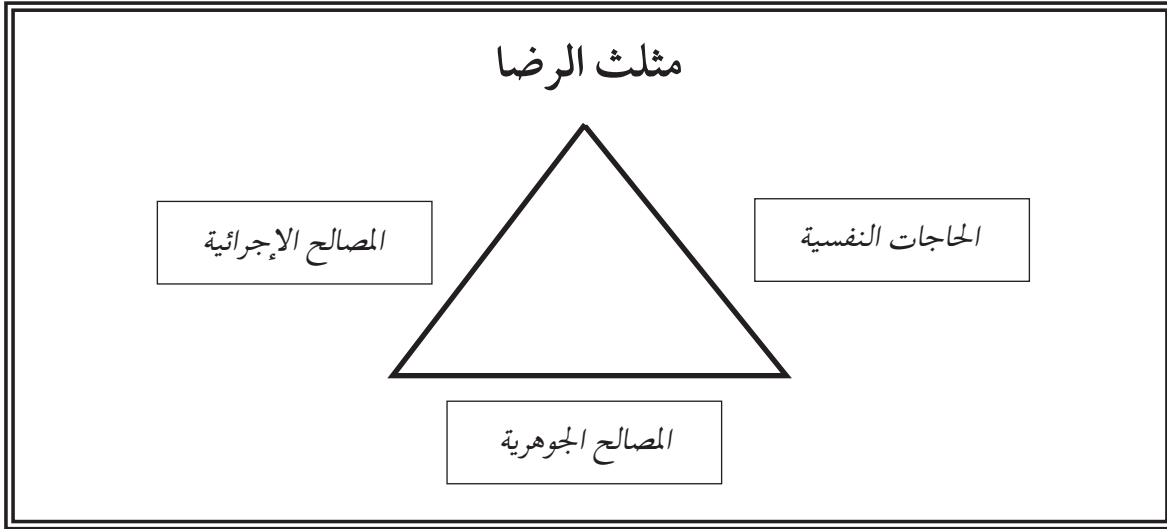 مثلث الرضا
الحاجات النفسية
المصالح الإجرائية
المصالح الجوهرية